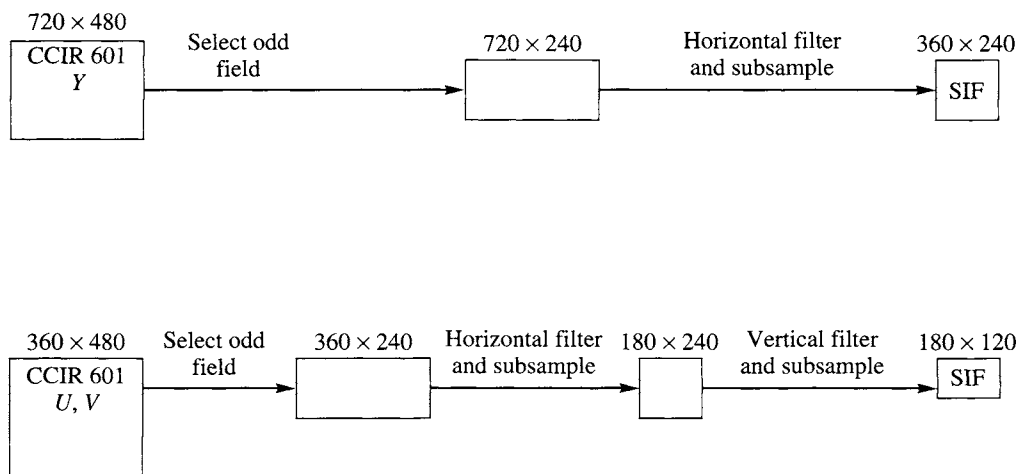 720 × 480
CCIR 601
Y
Select odd
field
720 × 240
Horizontal filter
and subsample
360 × 240
SIF
360 × 480
CCIR 601
U, V
Select odd
field
360 × 240
Horizontal filter
and subsample
180 × 240
Vertical filter
and subsample
180 × 120
SIF